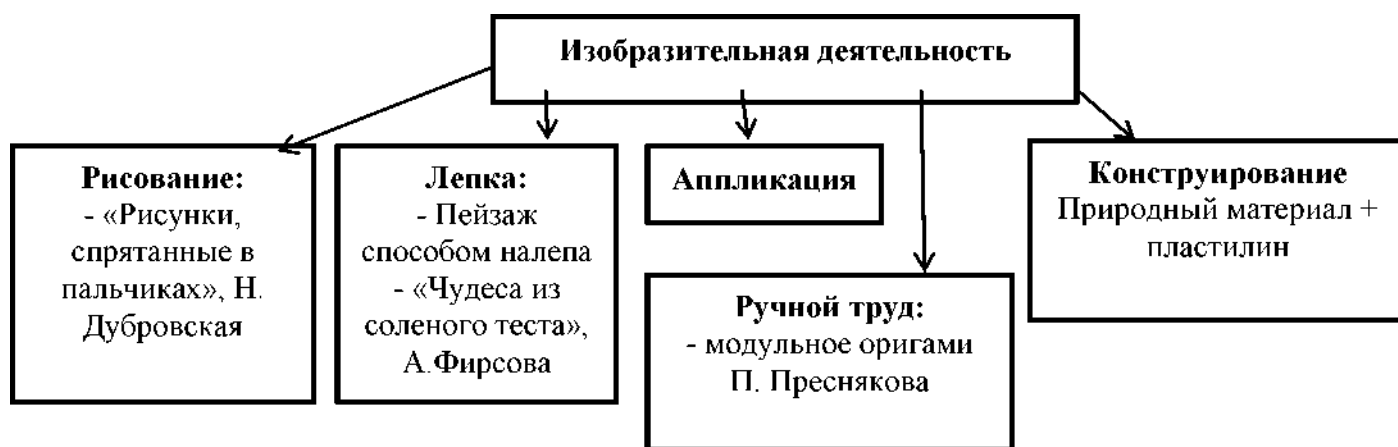 Изобразительная деятельность
Рисование:
- «Рисунки,
спрятанные в
пальчиках», Н.
Дубровская
Лепка:
- Пейзаж
способом налепа
- «Чудеса из
соленого теста»,
А.Фирсова
Аппликация
Ручной труд:
- модульное оригами
П. Преснякова
Конструирование
Природный материал +
пластилин